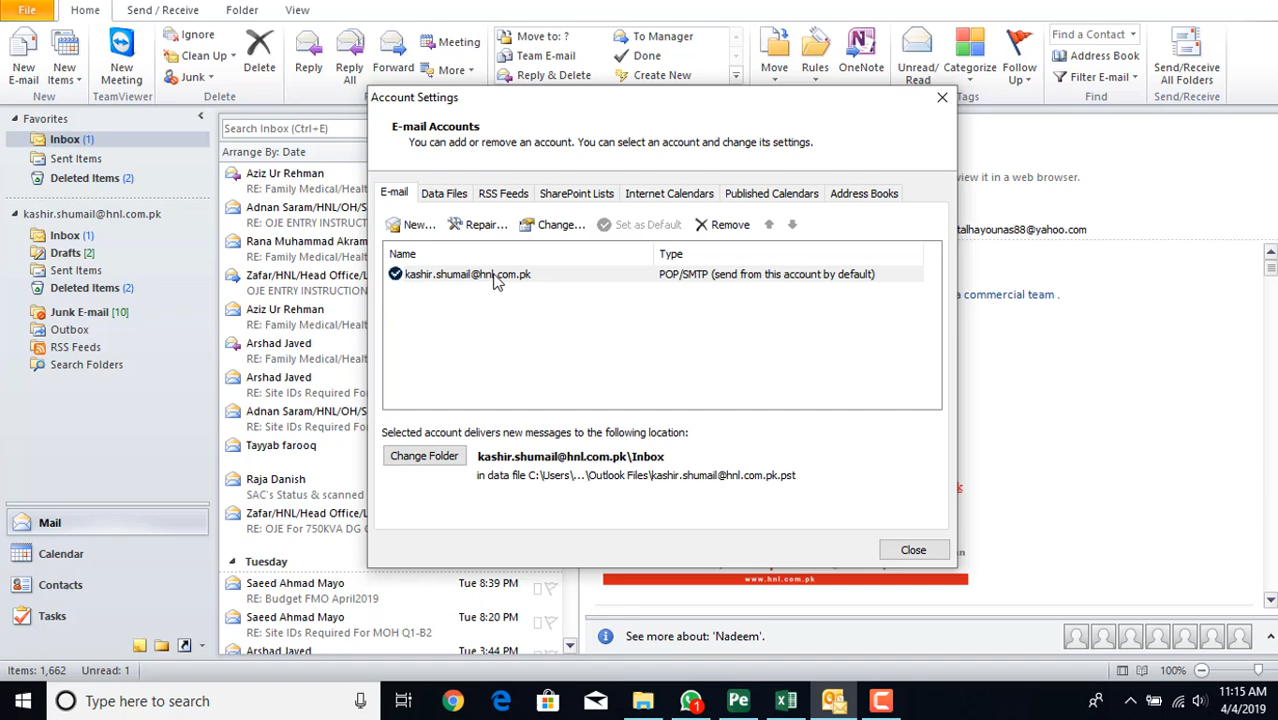 File Home Send / Receive Folder View
Ignore Meeting Move to: ? To Manager Find a Contact
Clean Up Team E-mail Done Address Book
Junk More Reply & Delete Create New Filter E-mail
New E-mail New Items New Meeting Delete Reply Reply All Forward Move Rules OneNote Unread/ Read Categorize Follow Up Send/Receive All Folders
New TeamViewer Delete Tags Find Send/Receive
Favorites
Inbox (1)
Sent Items
Deleted Items (2)
kashir.shumail@hnl.com.pk
Inbox (1)
Drafts [2]
Sent Items
Deleted Items (2)
Junk E-mail [10]
Outbox
RSS Feeds
Search Folders
Mail
Calendar
Contacts
Tasks
Search Inbox (Ctrl+E)
Arrange By: Date
Aziz Ur Rehman
RE: Family Medical/Healt
Adnan Saram/HNL/OH/S
RE: OJE ENTRY INSTRUCT
Rana Muhammad Akram
RE: Family Medical/Healt
Zafar/HNL/Head Office/L
OJE ENTRY INSTRUCTION
Aziz Ur Rehman
RE: Family Medical/Healt
Arshad Javed
RE: Family Medical/Healt
Arshad Javed
RE: Site IDs Required For
Adnan Saram/HNL/OH/S
RE: Site IDs Required For
Tayyab farooq
Raja Danish
SAC's Status & scanned
Zafar/HNL/Head Office/L
RE: OJE For 750KVA DG C
Tuesday
Saeed Ahmad Mayo Tue 8:39 PM
RE: Budget FMO April2019
Saeed Ahmad Mayo Tue 8:20 PM
RE: Site IDs Required For MOH Q1-B2
Arshad Javed Tue 3:44 PM
Account Settings
E-mail Accounts
You can add or remove an account. You can select an account and change its settings.
E-mail Data Files RSS Feeds SharePoint Lists Internet Calendars Published Calendars Address Books
New... Repair... Change... Set as Default Remove
Name Type
kashir.shumail@hnl.com.pk POP/SMTP (send from this account by default)
Selected account delivers new messages to the following location:
Change Folder kashir.shumail@hnl.com.pk\Inbox
in data file C:\Users\...\Outlook Files\kashir.shumail@hnl.com.pk.pst
Close
view it in a web browser.
talhayounas88@yahoo.com
a commercial team .
www.hnl.com.pk
See more about: 'Nadeem'.
Items: 1,662 Unread: 1 100%
Type here to search
1
11:15 AM
4/4/2019